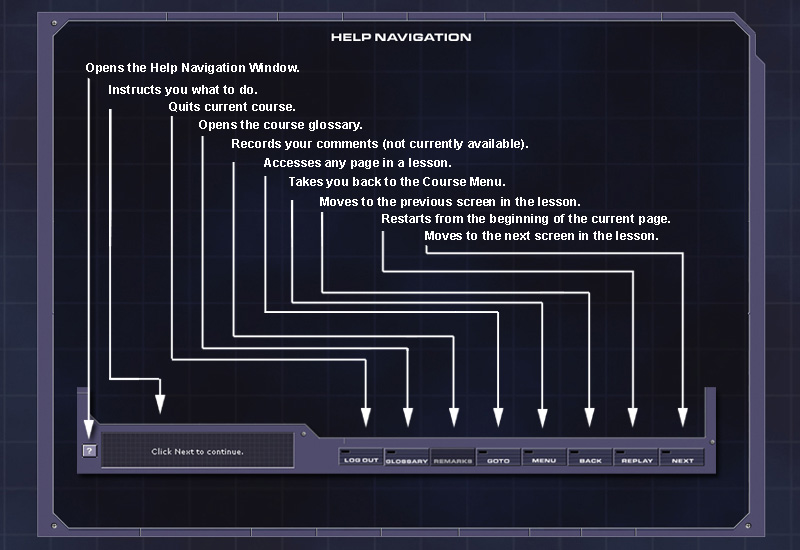 HELP NAVIGATION
Opens the Help Navigation Window.
Instructs you what to do.
Quits current course.
Opens the course glossary.
Records your comments (not currently available).
Accesses any page in a lesson.
Takes you back to the Course Menu.
Moves to the previous screen in the lesson.
Restarts from the beginning of the current page.
Moves to the next screen in the lesson.
?
Click Next to continue.
LOG OUT GLOSSARY REMARKS GOTO MENU BACK REPLAY NEXT